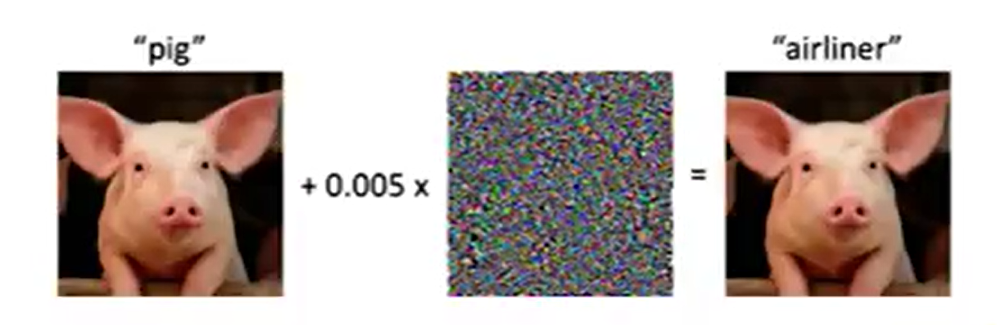 “pig”
“airliner”
+ 0.005 x
=